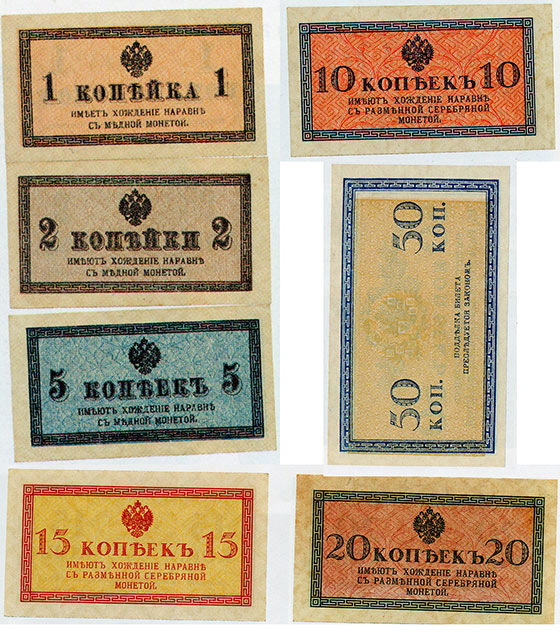 1 КОПѢЙКА 1
ИМѢЕТЪ ХОЖДЕНІЕ НАРАВНѢ
СЪ МѢДНОЙ МОНЕТОЙ.
2 КОПѢЙКИ 2
ИМѢЮТЪ ХОЖДЕНІЕ НАРАВНѢ
СЪ МѢДНОЙ МОНЕТОЙ.
5 КОПѢЕКЪ 5
ИМѢЮТЪ ХОЖДЕНІЕ НАРАВНѢ
СЪ МѢДНОЙ МОНЕТОЙ.
15 КОПѢЕКЪ 15
ИМѢЮТЪ ХОЖДЕНІЕ НАРАВНѢ
СЪ РАЗМѢННОЙ СЕРЕБРЯНОЙ
МОНЕТОЙ.
10 КОПѢЕКЪ 10
ИМѢЮТЪ ХОЖДЕНІЕ НАРАВНѢ
СЪ РАЗМѢННОЙ СЕРЕБРЯНОЙ
МОНЕТОЙ.
50 50
КОП. КОП.
ПОДДѢЛКА БИЛЕТА
ПРЕСЛѢДУЕТСЯ ЗАКОНОМЪ.
20 КОПѢЕКЪ 20
ИМѢЮТЪ ХОЖДЕНІЕ НАРАВНѢ
СЪ РАЗМѢННОЙ СЕРЕБРЯНОЙ
МОНЕТОЙ.